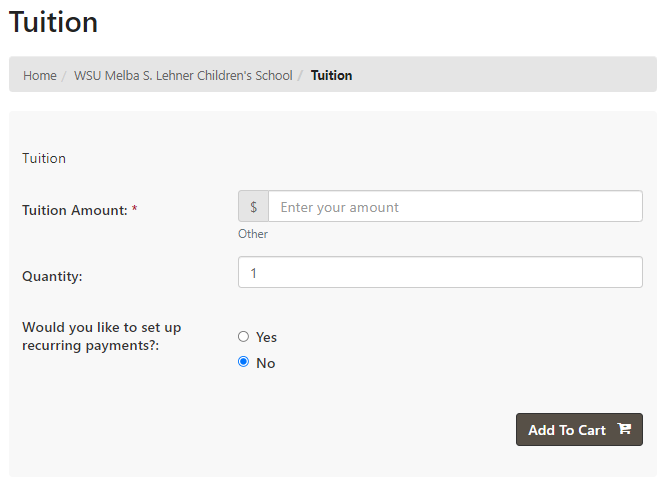 Tuition
Home / WSU Melba S. Lehner Children's School / Tuition
Tuition
Tuition Amount: *
$ Enter your amount
Other
Quantity:
1
Would you like to set up
recurring payments?:
Yes
No
Add To Cart